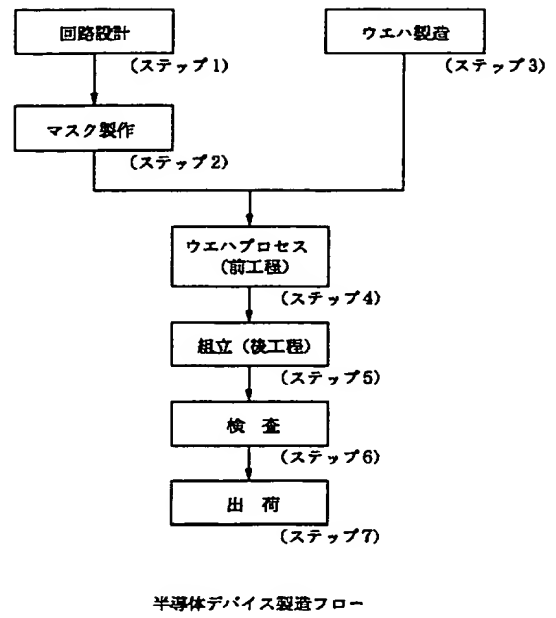 回路設計
(ステップ1)
ウエハ製造
(ステップ3)
マスク製作
(ステップ2)
ウエハプロセス
(前工程)
(ステップ4)
組立(後工程)
(ステップ5)
検 査
(ステップ6)
出 荷
(ステップ7)
半導体デバイス製造フロー